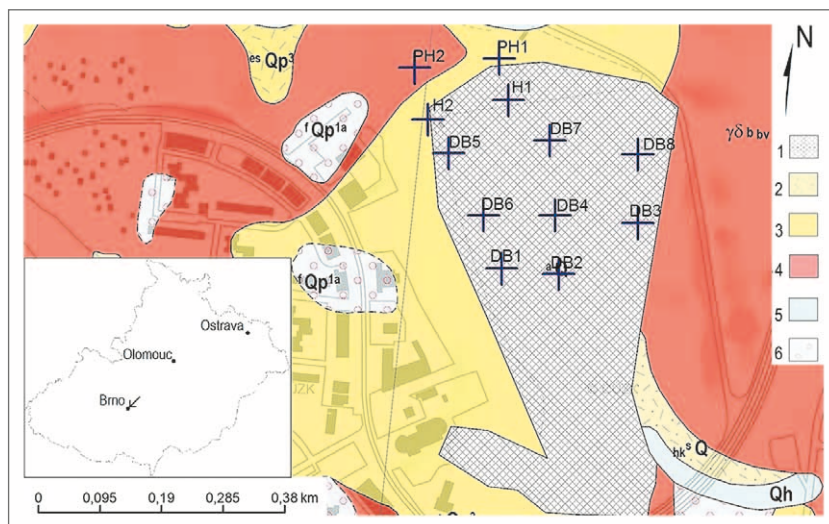 N
es Qp3
PH1
PH2
H1
H2
f Qp1a
DB7
γδ b bv
DB5
DB8
1
DB6
DB4
DB3
2
3
DB1
DB2
4
f Qp1a
5
6
Ostrava
Olomouc
Brno
hk s Q
Qh
0 0,095 0,19 0,285 0,38 km